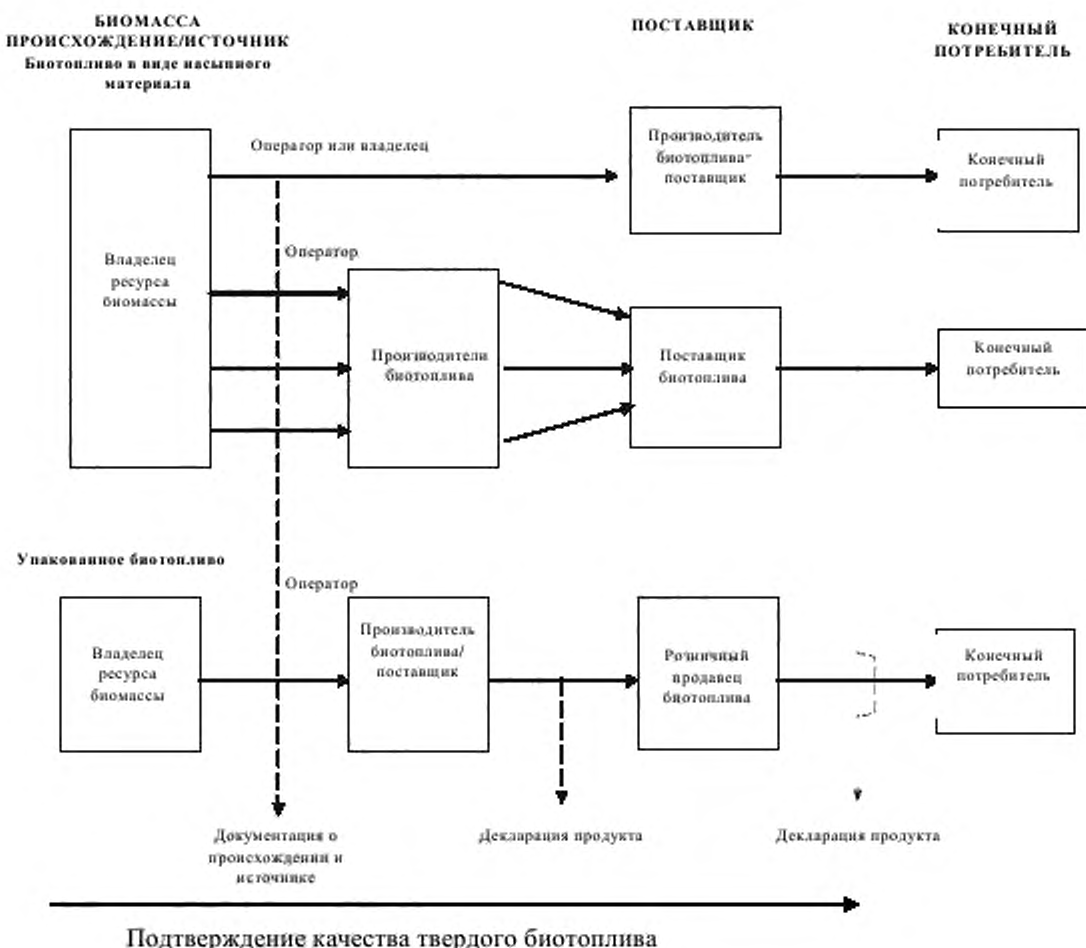 БИОМАССА
ПРОИСХОЖДЕНИЕ/ИСТОЧНИК
Биотопливо в виде насыпного
материала
ПОСТАВЩИК
КОНЕЧНЫЙ
ПОТРЕБИТЕЛЬ
Оператор или владелец
Производитель
биотоплива-
поставщик
Конечный
потребитель
Владелец
ресурса
биомассы
Оператор
Производители
биотоплива
Поставщик
биотоплива
Конечный
потребитель
Упакованное биотопливо
Оператор
Владелец
ресурса
биомассы
Производитель
биотоплива/
поставщик
Розничный
продавец
биотоплива
Конечный
потребитель
Документация о
происхождении и
источнике
Декларация продукта
Декларация продукта
Подтверждение качества твердого биотоплива